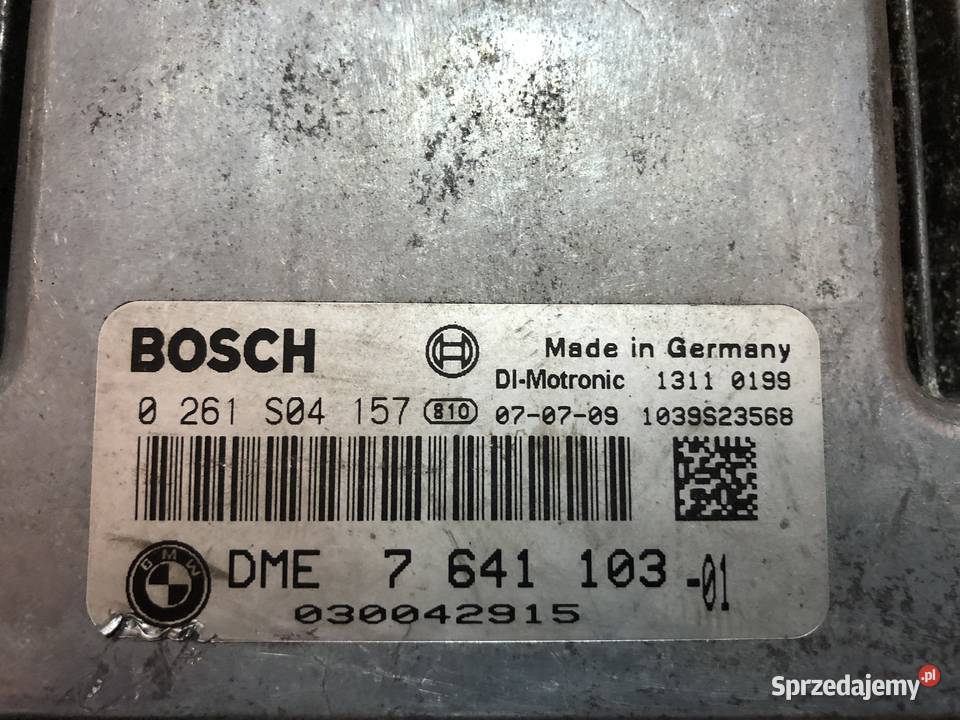 BOSCH
Made in Germany
DI-Motronic 1311 0199
0 261 S04 157 810 07-07-09 1039S23568
BMW
DME 7 641 103 -01
030042915
Sprzedajemy.pl